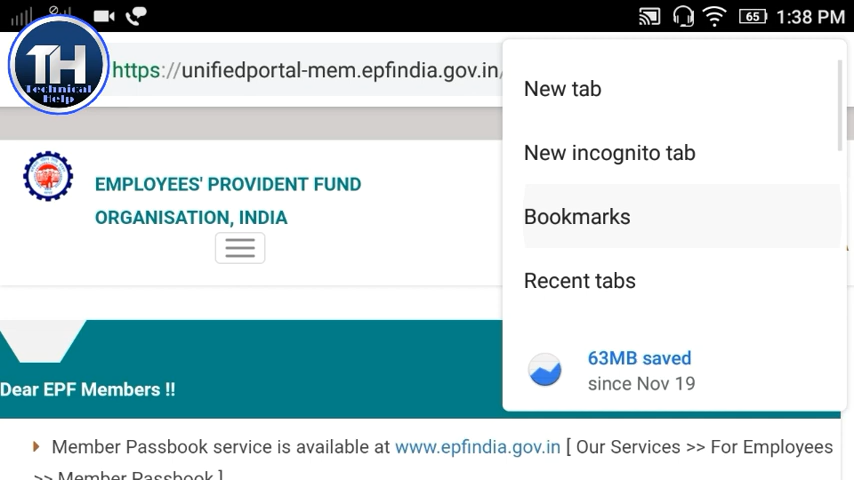 65 1:38 PM
TH
Technical
Help
https://unifiedportal-mem.epfindia.gov.in/
New tab
New incognito tab
Bookmarks
Recent tabs
63MB saved
since Nov 19
EMPLOYEES' PROVIDENT FUND
ORGANISATION, INDIA
Dear EPF Members !!
Member Passbook service is available at www.epfindia.gov.in [ Our Services >> For Employees
>> Member Passbook ]